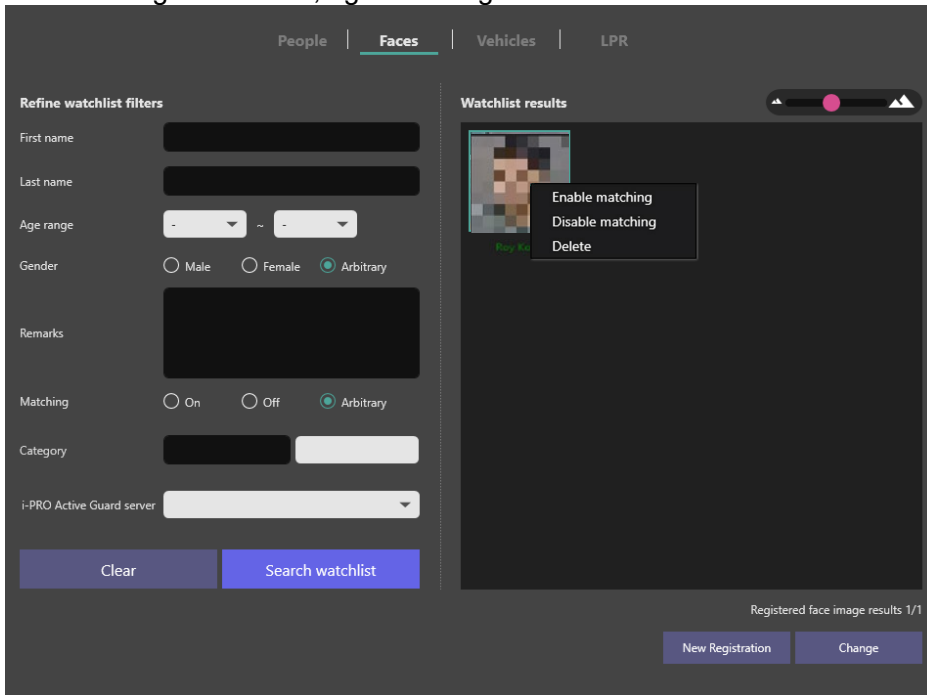 People | Faces | Vehicles | LPR
Refine watchlist filters
First name
Last name
Age range - ~ -
Gender Male Female Arbitrary
Remarks
Matching On Off Arbitrary
Category
i-PRO Active Guard server
Clear Search watchlist
Watchlist results
Enable matching
Disable matching
Delete
Roy
Registered face image results 1/1
New Registration Change